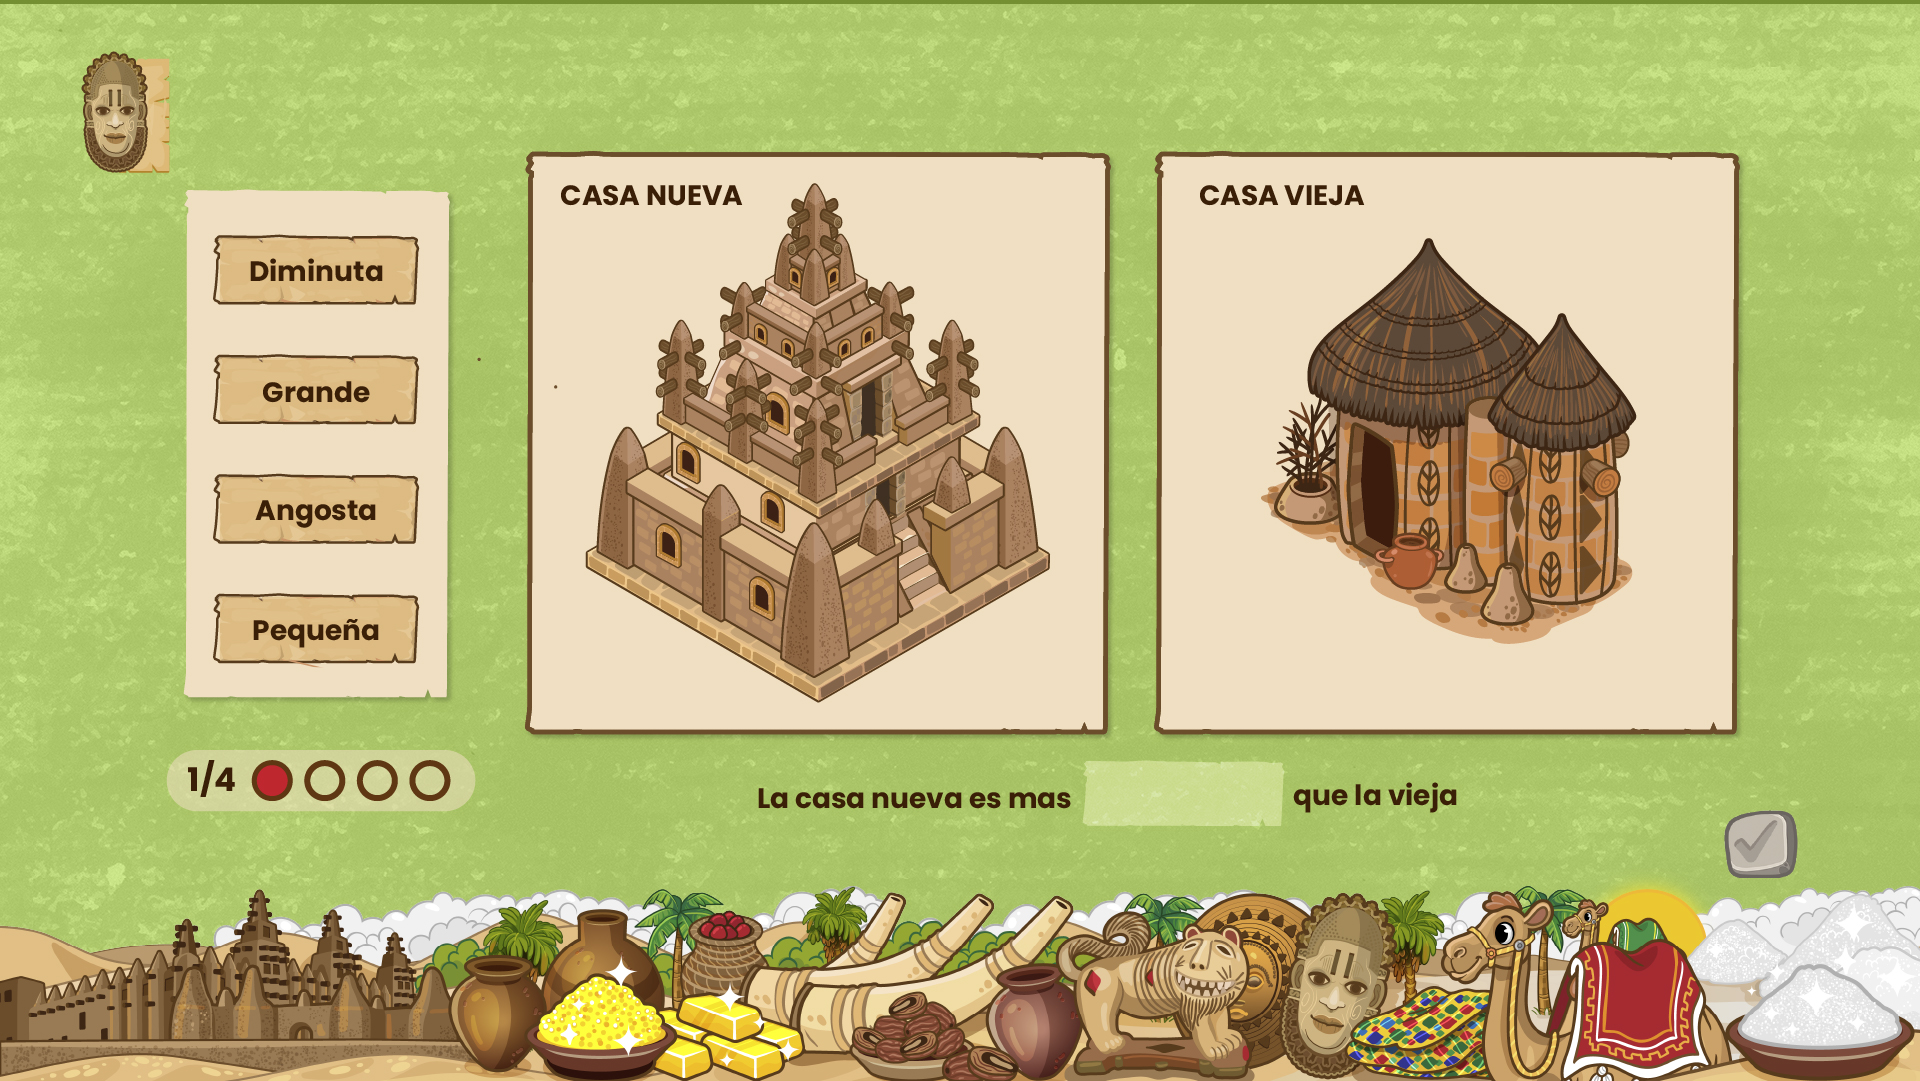 CASA NUEVA
CASA VIEJA
Diminuta
Grande
Angosta
Pequeña
1/4
La casa nueva es mas
que la vieja